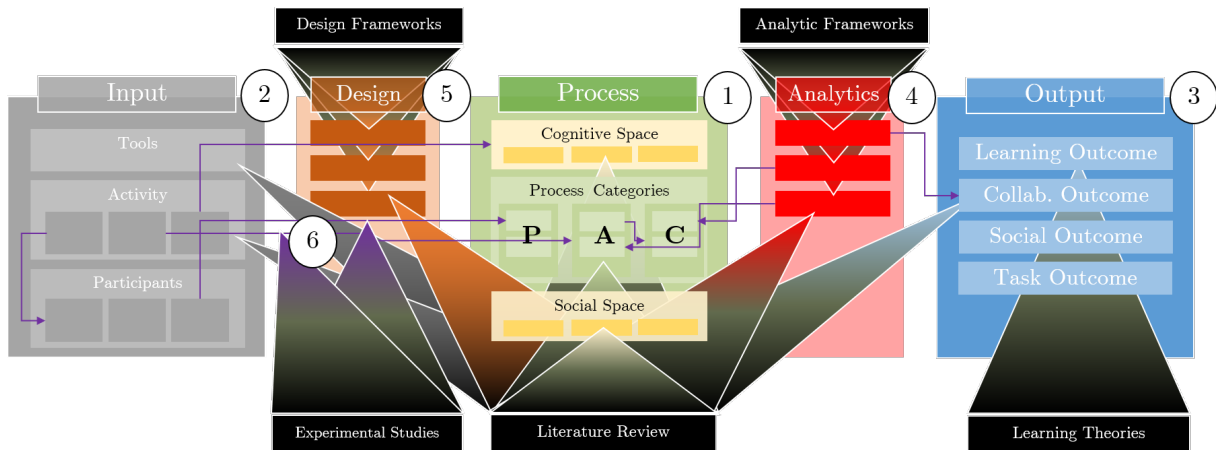 Design Frameworks
Analytic Frameworks
Input
2
Design
5
Process
1
Analytics
4
Output
3
Tools
Activity
Participants
6
Cognitive Space
Process Categories
P
A
C
Social Space
Learning Outcome
Collab. Outcome
Social Outcome
Task Outcome
Experimental Studies
Literature Review
Learning Theories